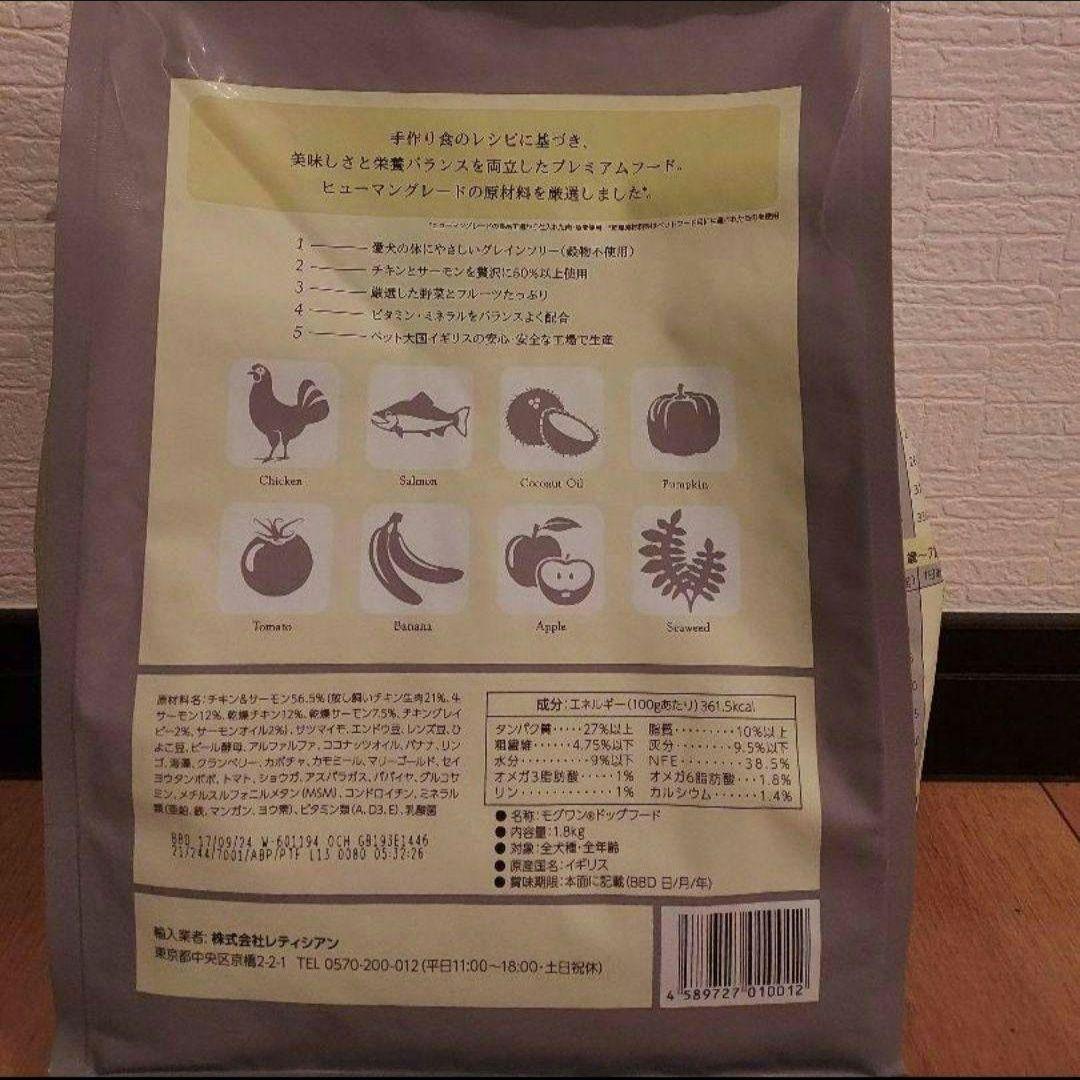 手作り食のレシピに基づき、
美味しさと栄養バランスを両立したプレミアムフード。
ヒューマングレードの原材料を厳選しました*。
1 愛犬の体にやさしいグレインフリー(穀物不使用)
2 チキンとサーモンを贅沢に50%以上使用
3 厳選した野菜とフルーツたっぷり
4 ビタミン・ミネラルをバランスよく配合
5 ペット大国イギリスの安心・安全な工場で生産
Chicken Salmon Coconut Oil Pumpkin
Tomato Banana Apple Seaweed
原材料名:チキン&サーモン56.5%(放し飼いチキン生肉21%、生
サーモン12%、乾燥チキン12%、乾燥サーモン7.5%、チキングレイ
ビー2%、サーモンオイル2%)、サツマイモ、エンドウ豆、レンズ豆、ひ
よこ豆、ビール酵母、アルファルファ、ココナッツオイル、バナナ、リン
ゴ、海藻、クランベリー、カボチャ、カモミール、マリーゴールド、セイ
ヨウタンポポ、トマト、ショウガ、アスパラガス、パパイヤ、グルコサ
ミン、メチルスルフォニルメタン(MSM)、コンドロイチン、ミネラル
類(亜鉛、鉄、マンガン、ヨウ素)、ビタミン類(A、D3、E)、乳酸菌
BBD 17/09/24 W-601194 OCH GB193E1446
21/244/7001/ABP/PTF L13 0080 05:32:26
成分:エネルギー(100gあたり)361.5kcal
タンパク質・・・・・27%以上 脂質・・・・・・・・・10%以上
粗繊維・・・・・・4.75%以下 灰分・・・・・・・・・9.5%以下
水分・・・・・・・・・・・9%以下 NFE・・・・・・・・・・38.5%
オメガ3脂肪酸・・・・・1% オメガ6脂肪酸・・・1.8%
リン・・・・・・・・・・・・1% カルシウム・・・・・・1.4%
● 名称:モグワン®ドッグフード
● 内容量:1.8kg
● 対象:全犬種・全年齢
● 原産国名:イギリス
● 賞味期限:本面に記載(BBD 日/月/年)
輸入業者:株式会社レティシアン
東京都中央区京橋2-2-1 TEL 0570-200-012(平日11:00~18:00・土日祝休)
4 589727 010012